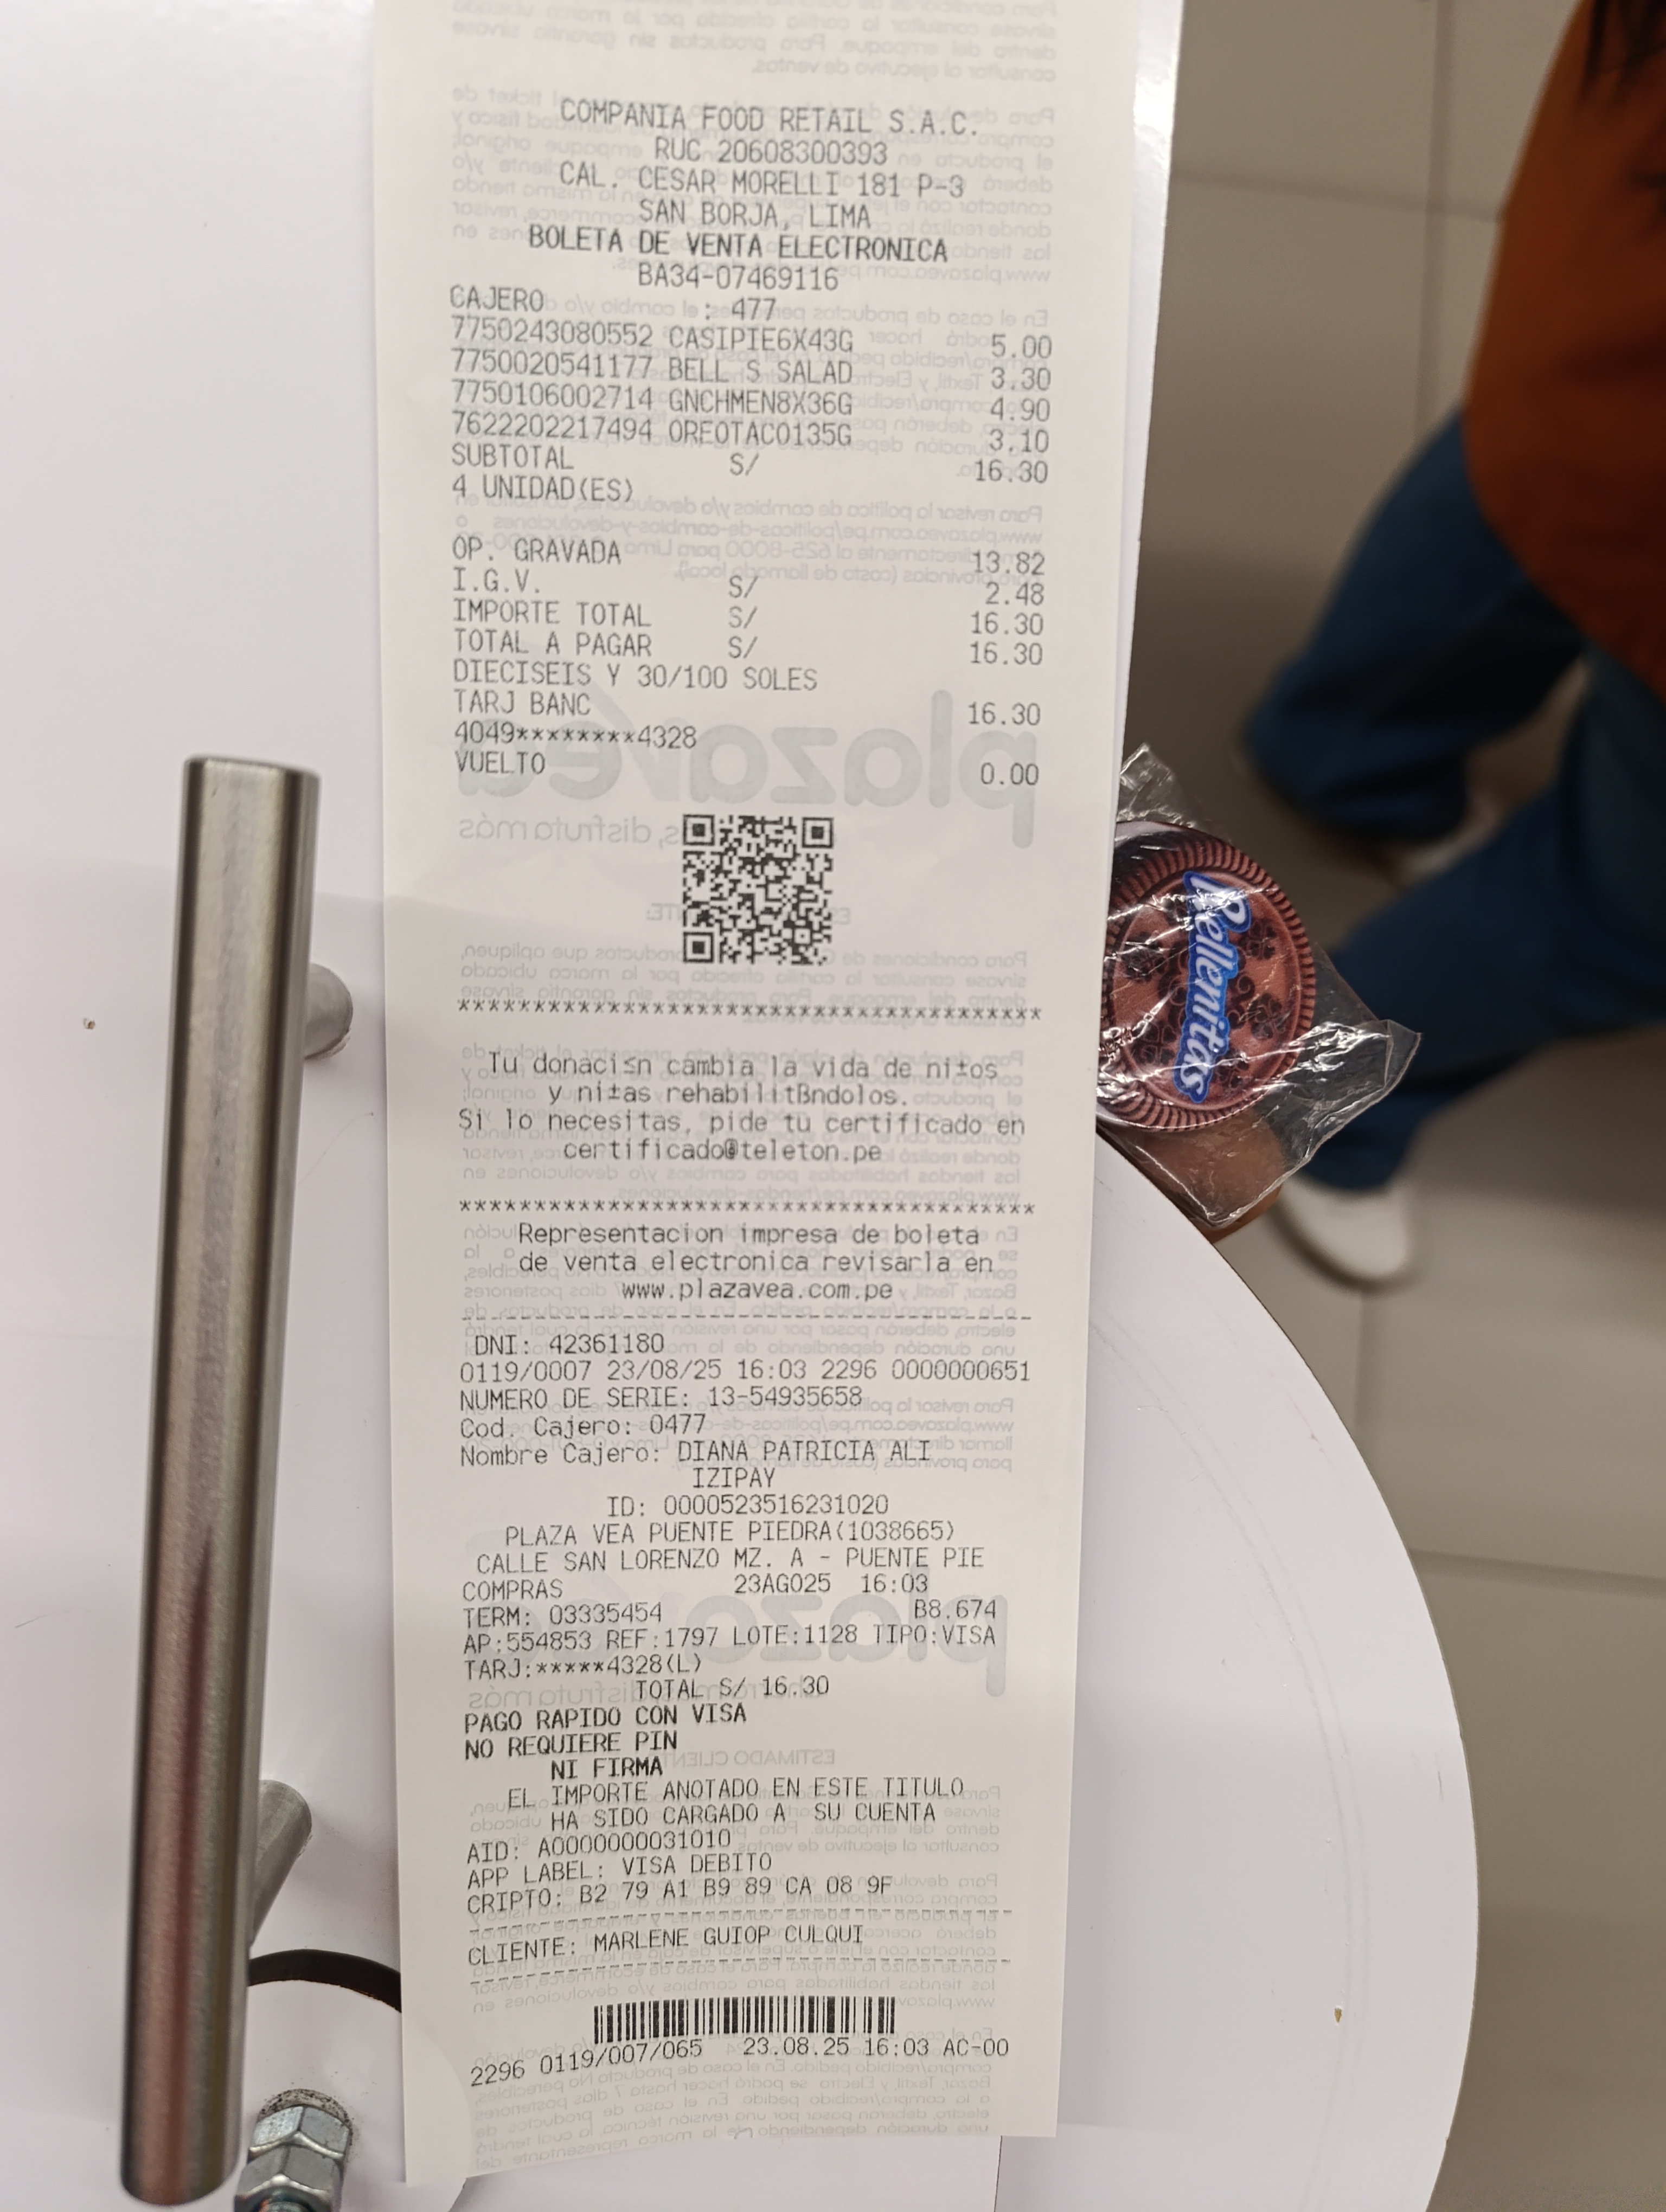 COMPANIA FOOD RETAIL S.A.C.
RUC 20608300393
CAL. CESAR MORELLI 181 P-3
SAN BORJA, LIMA
BOLETA DE VENTA ELECTRONICA
BA34-07469116
CAJERO : 477
7750243080552 CASIPIE6X43G 5.00
7750020541177 BELL S SALAD 3.30
7750106002714 GNCHMEN8X36G 4.90
7622202217494 OREOTACO135G 3.10
SUBTOTAL S/ 16.30
4 UNIDAD(ES)
OP. GRAVADA 13.82
I.G.V. S/ 2.48
IMPORTE TOTAL S/ 16.30
TOTAL A PAGAR S/ 16.30
DIECISEIS Y 30/100 SOLES
TARJ BANC 16.30
4049********4328
VUELTO 0.00
plazavea
, disfruta más
*****************************************
Tu donaci≤n cambia la vida de ni±os
y ni±as rehabilitßndolos.
Si lo necesitas, pide tu certificado en
certificado@teleton.pe
*****************************************
Representacion impresa de boleta
de venta electronica revisarla en
www.plazavea.com.pe
-----------------------------------------
DNI: 42361180
0119/0007 23/08/25 16:03 2296 0000000651
NUMERO DE SERIE: 13-54935658
Cod. Cajero: 0477
Nombre Cajero: DIANA PATRICIA ALI
IZIPAY
ID: 0000523516231020
PLAZA VEA PUENTE PIEDRA(1038665)
CALLE SAN LORENZO MZ. A - PUENTE PIE
COMPRAS 23AGO25 16:03
TERM: 03335454 B8.674
AP:554853 REF:1797 LOTE:1128 TIPO:VISA
TARJ:*****4328(L)
TOTAL S/ 16.30
PAGO RAPIDO CON VISA
NO REQUIERE PIN
NI FIRMA
EL IMPORTE ANOTADO EN ESTE TITULO
HA SIDO CARGADO A SU CUENTA
AID: A0000000031010
APP LABEL: VISA DEBITO
CRIPTO: B2 79 A1 B9 89 CA 08 9F
-----------------------------------------
CLIENTE: MARLENE GUIOP CULQUI
-----------------------------------------
2296 0119/007/065 23.08.25 16:03 AC-00
Rellenitas